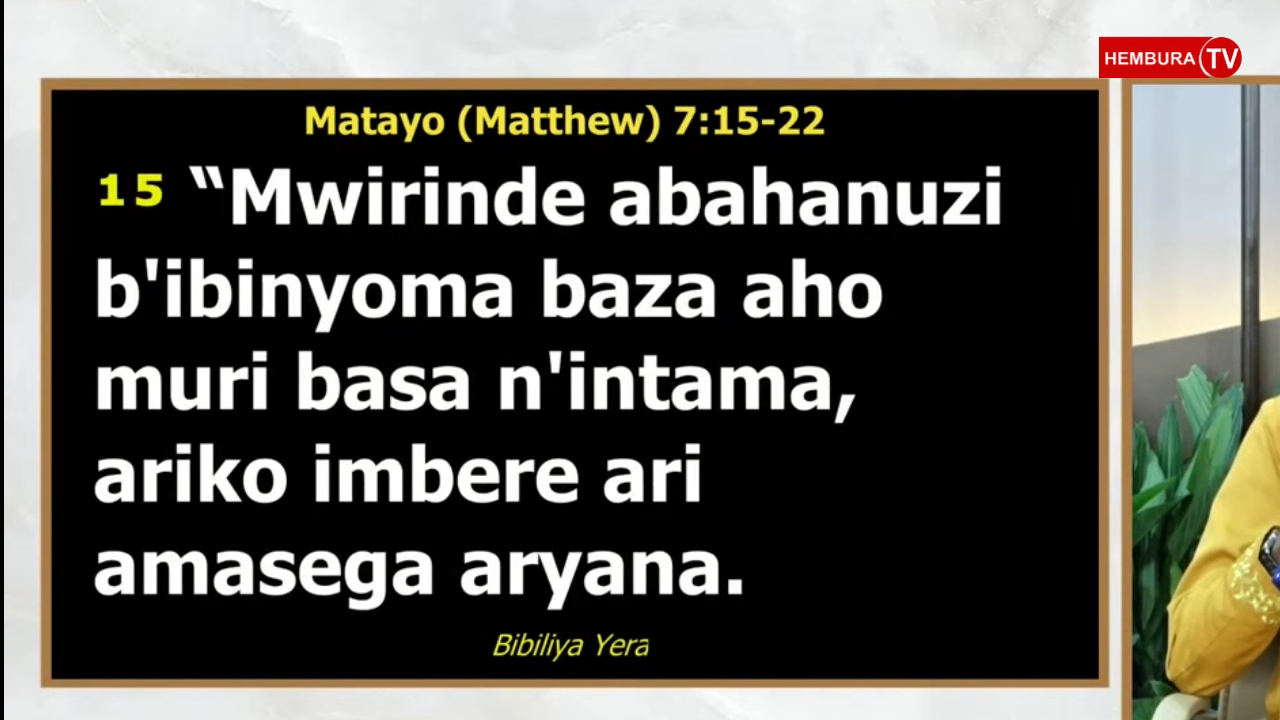 HEMBURA TV
Matayo (Matthew) 7:15-22
15 “Mwirinde abahanuzi
b'ibinyoma baza aho
muri basa n'intama,
ariko imbere ari
amasega aryana.
Bibiliya Yera